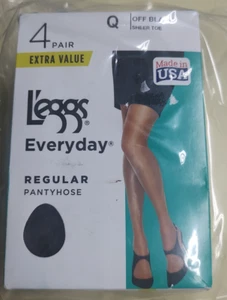 4 PAIR
EXTRA VALUE
Q
OFF BLACK
SHEER TOE
Made in
USA
L'eggs®
Everyday®
REGULAR
PANTYHOSE